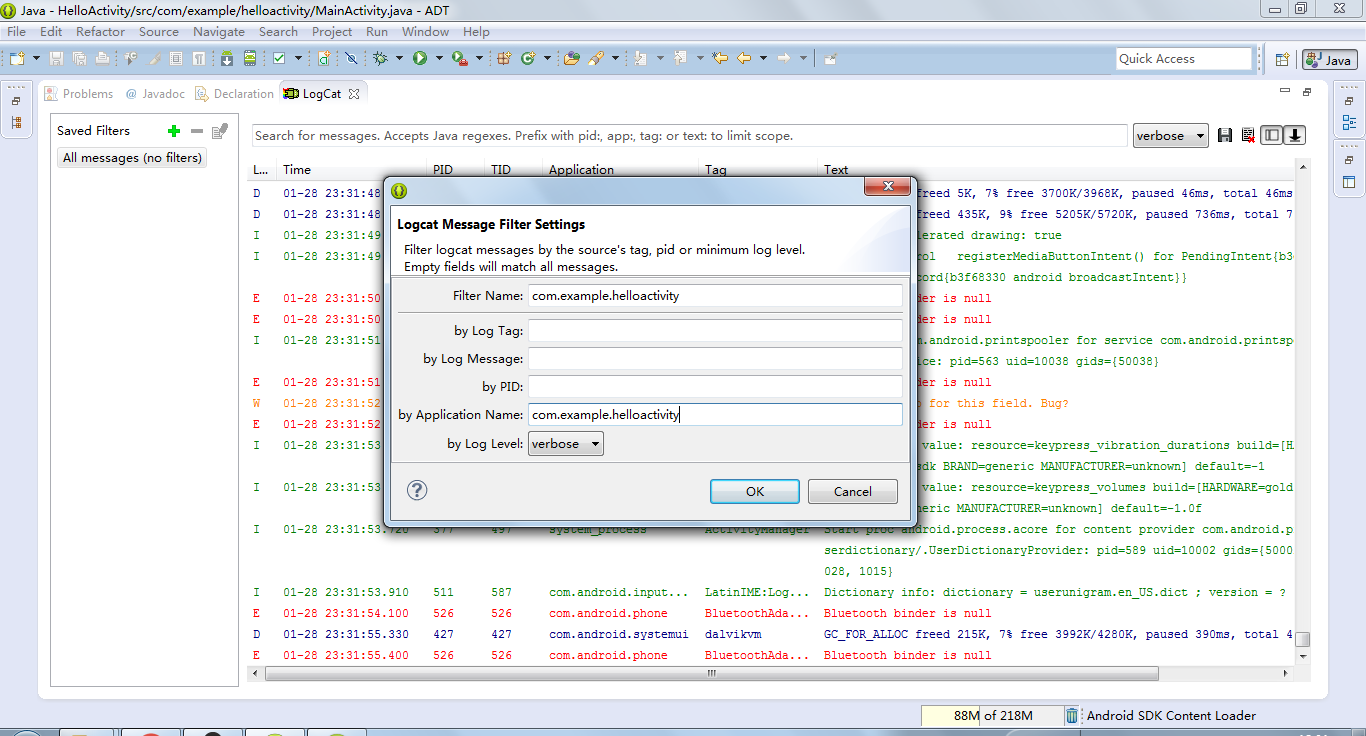 Java - HelloActivity/src/com/example/helloactivity/MainActivity.java - ADT
File Edit Refactor Source Navigate Search Project Run Window Help
Quick Access
Java
Problems @ Javadoc Declaration LogCat
Saved Filters
All messages (no filters)
Search for messages. Accepts Java regexes. Prefix with pid:, app:, tag: or text: to limit scope.
verbose
L... Time PID TID Application Tag Text
D 01-28 23:31:48 freed 5K, 7% free 3700K/3968K, paused 46ms, total 46ms
D 01-28 23:31:48 freed 435K, 9% free 5205K/5720K, paused 736ms, total 7
I 01-28 23:31:49 lerated drawing: true
I 01-28 23:31:49 rol registerMediaButtonIntent() for PendingIntent{b3
cord{b3f68330 android broadcastIntent}}
E 01-28 23:31:50 der is null
E 01-28 23:31:50 der is null
I 01-28 23:31:51 m.android.printspooler for service com.android.printsp
ice: pid=563 uid=10038 gids={50038}
E 01-28 23:31:51 der is null
W 01-28 23:31:52 for this field. Bug?
E 01-28 23:31:52 der is null
I 01-28 23:31:53 value: resource=keypress_vibration_durations build=[H
sdk BRAND=generic MANUFACTURER=unknown] default=-1
I 01-28 23:31:53 value: resource=keypress_volumes build=[HARDWARE=gold
eric MANUFACTURER=unknown] default=-1.0f
I 01-28 23:31:53.720 377 497 system_process ActivityManager Start proc android.process.acore for content provider com.android.p
serdictionary/.UserDictionaryProvider: pid=589 uid=10002 gids={5000
028, 1015}
I 01-28 23:31:53.910 511 587 com.android.input... LatinIME:Log... Dictionary info: dictionary = userunigram.en_US.dict ; version = ?
E 01-28 23:31:54.100 526 526 com.android.phone BluetoothAda... Bluetooth binder is null
D 01-28 23:31:55.330 427 427 com.android.systemui dalvikvm GC_FOR_ALLOC freed 215K, 7% free 3992K/4280K, paused 390ms, total 4
E 01-28 23:31:55.400 526 526 com.android.phone BluetoothAda... Bluetooth binder is null
Logcat Message Filter Settings
Filter logcat messages by the source's tag, pid or minimum log level.
Empty fields will match all messages.
Filter Name: com.example.helloactivity
by Log Tag:
by Log Message:
by PID:
by Application Name: com.example.helloactivity
by Log Level: verbose
OK Cancel
88M of 218M Android SDK Content Loader